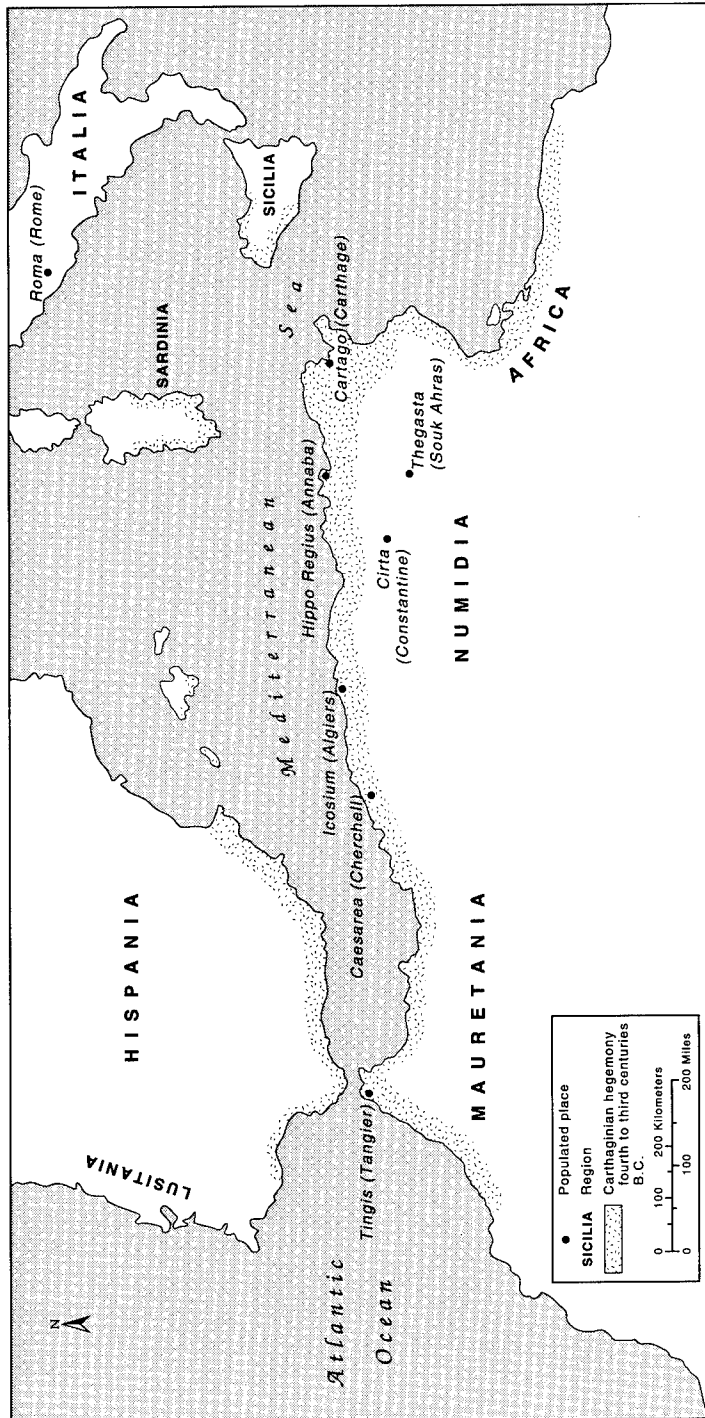 N
Atlantic
Ocean
LUSITANIA
HISPANIA
Mediterranean
Sea
SARDINIA
Roma (Rome)
ITALIA
SICILIA
Tingis (Tangier)
Caesarea (Cherchell)
Icosium (Algiers)
Hippo Regius (Annaba)
Cartago (Carthage)
Cirta
(Constantine)
Thegasta
(Souk Ahras)
MAURETANIA
NUMIDIA
AFRICA
Populated place
SICILIA Region
Carthaginian hegemony
fourth to third centuries
B.C.
0 100 200 Kilometers
0 100 200 Miles